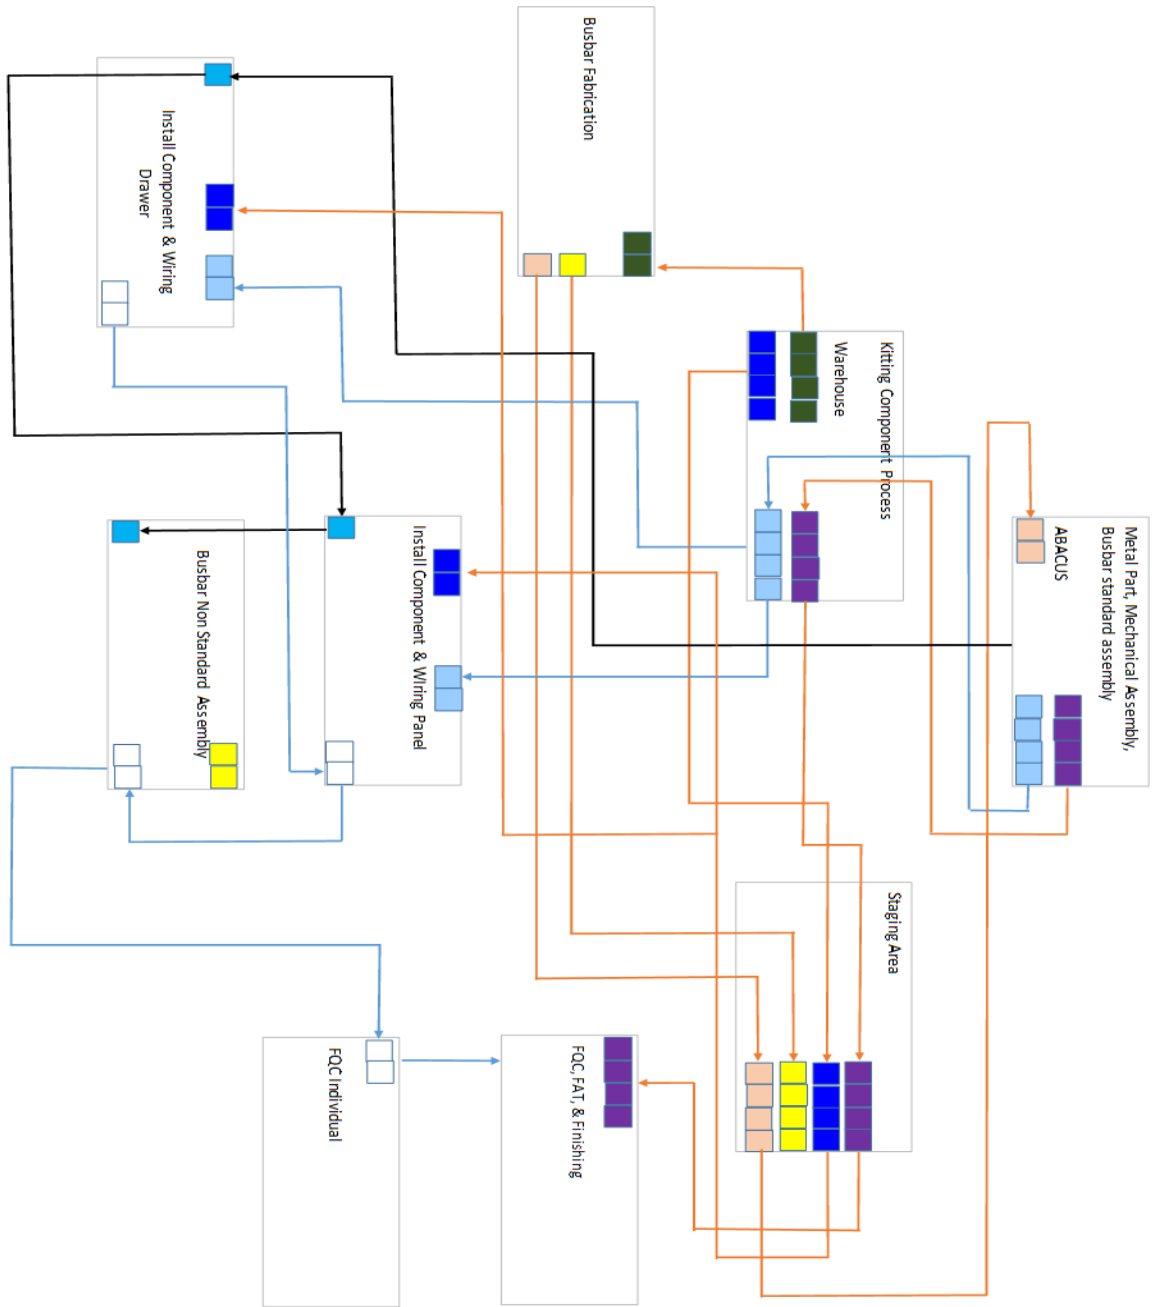 Metal Part, Mechanical Assembly,
Busbar standard assembly
ABACUS
Kitting Component Process
Warehouse
Staging Area
Busbar Fabrication
Install Component & WIring Panel
FQC, FAT, & Finishing
Install Component & Wiring
Drawer
Busbar Non Standard Assembly
FQC Individual